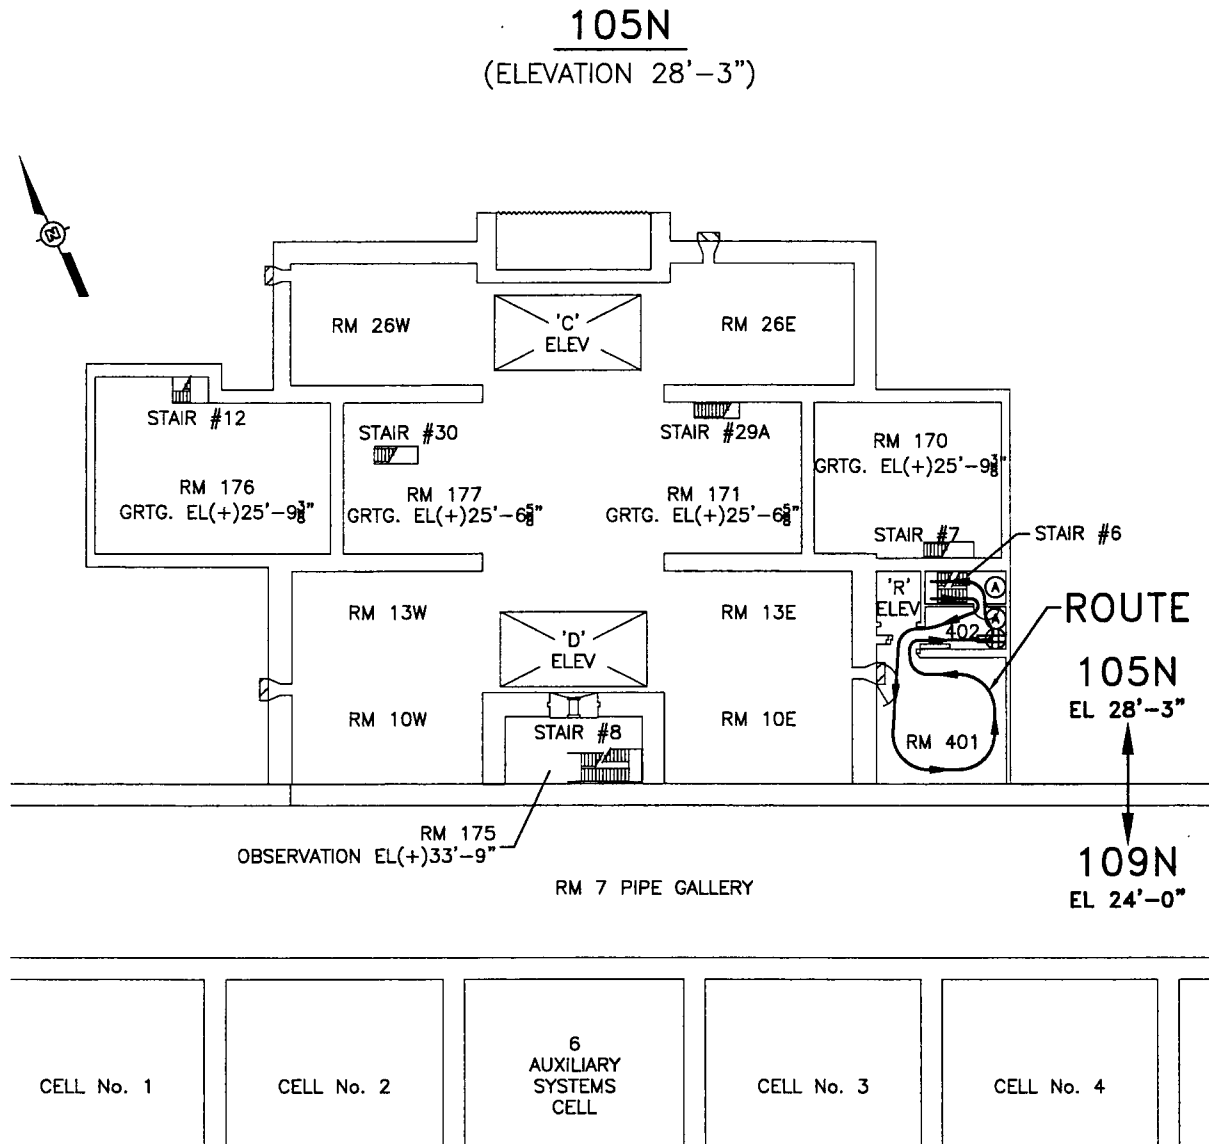 105N
(ELEVATION 28'-3")
N
RM 26W
'C'
ELEV
RM 26E
STAIR #12
STAIR #30
STAIR #29A
RM 170
GRTG. EL(+)25'-9⅜"
RM 176
GRTG. EL(+)25'-9⅜"
RM 177
GRTG. EL(+)25'-6⅝"
RM 171
GRTG. EL(+)25'-6⅝"
STAIR #7
STAIR #6
'R'
ELEV
A
A
402
ROUTE
RM 13W
'D'
ELEV
RM 13E
105N
EL 28'-3"
RM 10W
STAIR #8
RM 10E
RM 401
RM 175
OBSERVATION EL(+)33'-9"
109N
EL 24'-0"
RM 7 PIPE GALLERY
CELL No. 1
CELL No. 2
6
AUXILIARY
SYSTEMS
CELL
CELL No. 3
CELL No. 4